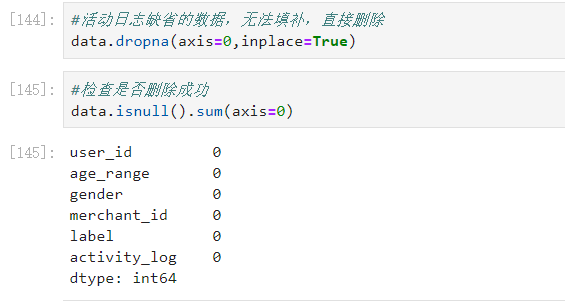 [144]: #活动日志缺省的数据，无法填补，直接删除
data.dropna(axis=0,inplace=True)
[145]: #检查是否删除成功
data.isnull().sum(axis=0)
[145]: user_id 0
age_range 0
gender 0
merchant_id 0
label 0
activity_log 0
dtype: int64